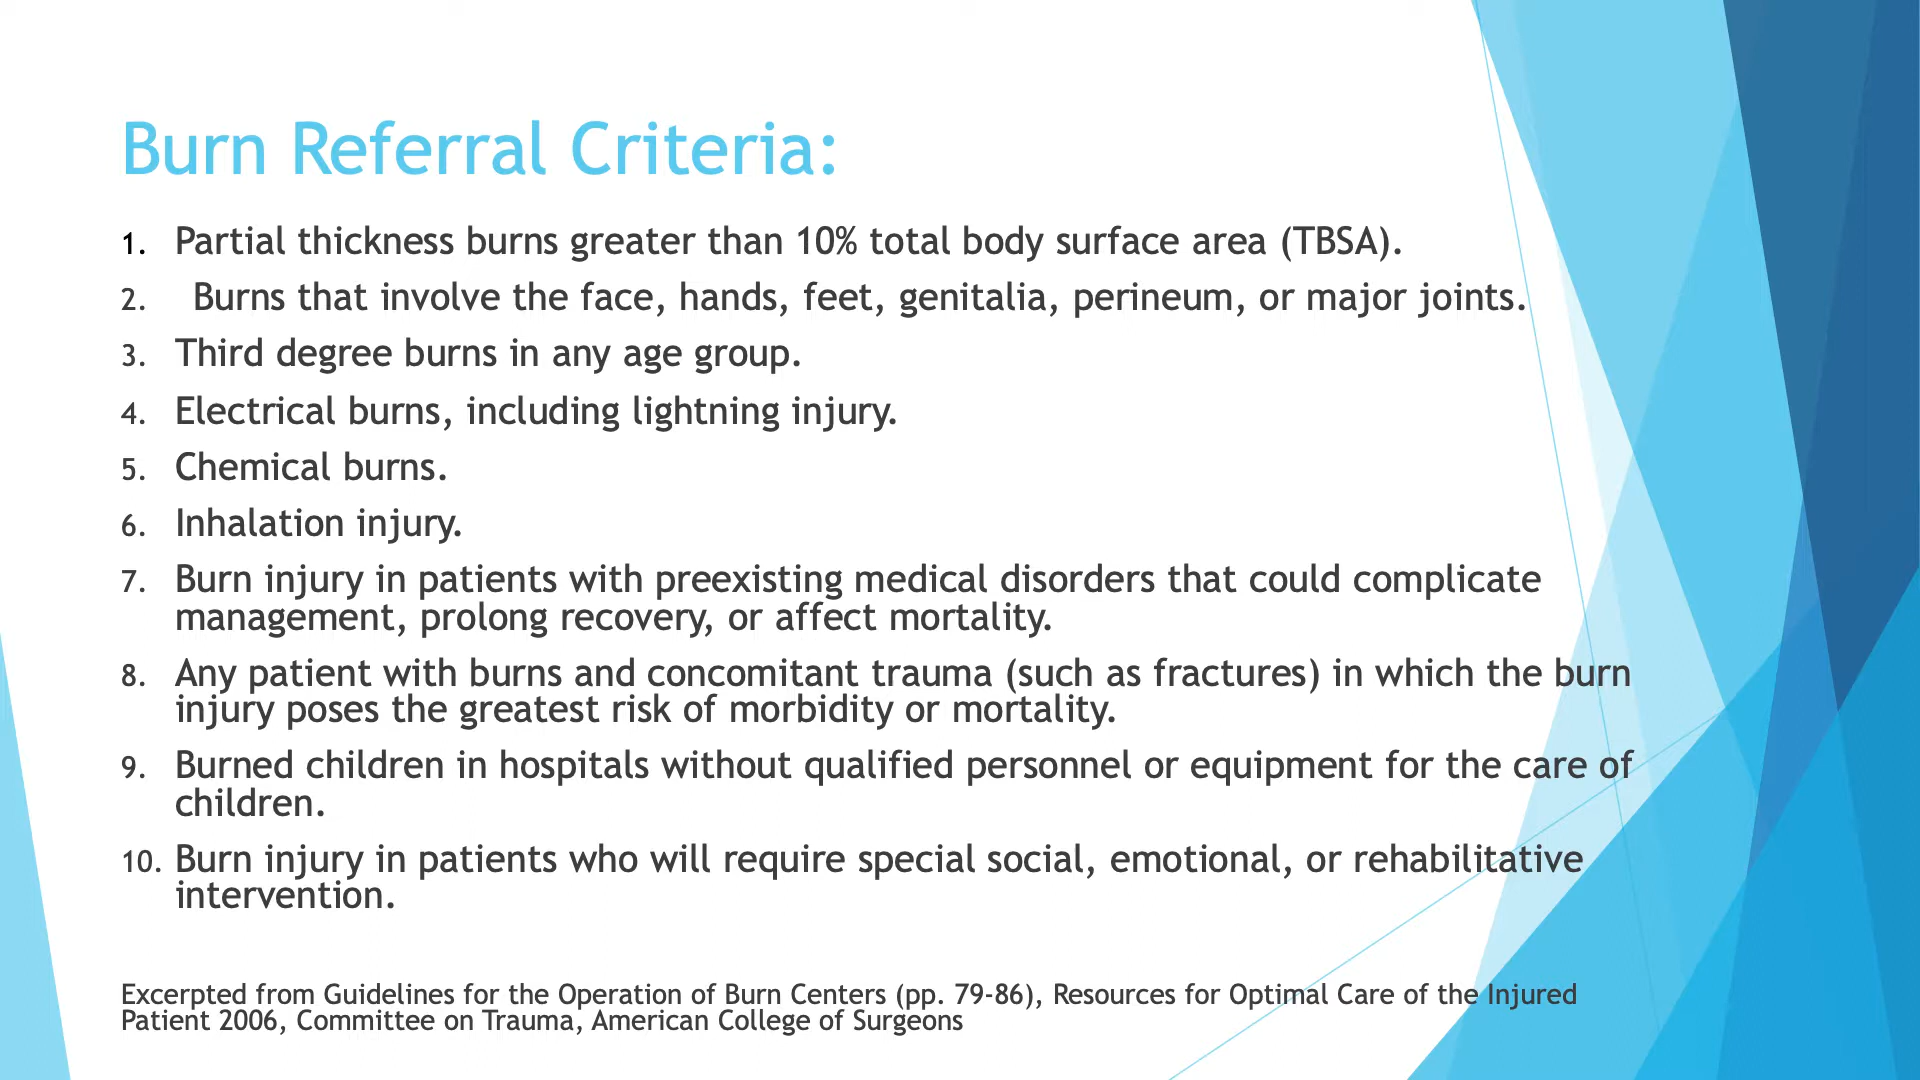 Burn Referral Criteria:
1. Partial thickness burns greater than 10% total body surface area (TBSA).
2. Burns that involve the face, hands, feet, genitalia, perineum, or major joints.
3. Third degree burns in any age group.
4. Electrical burns, including lightning injury.
5. Chemical burns.
6. Inhalation injury.
7. Burn injury in patients with preexisting medical disorders that could complicate
management, prolong recovery, or affect mortality.
8. Any patient with burns and concomitant trauma (such as fractures) in which the burn
injury poses the greatest risk of morbidity or mortality.
9. Burned children in hospitals without qualified personnel or equipment for the care of
children.
10. Burn injury in patients who will require special social, emotional, or rehabilitative
intervention.
Excerpted from Guidelines for the Operation of Burn Centers (pp. 79-86), Resources for Optimal Care of the Injured
Patient 2006, Committee on Trauma, American College of Surgeons